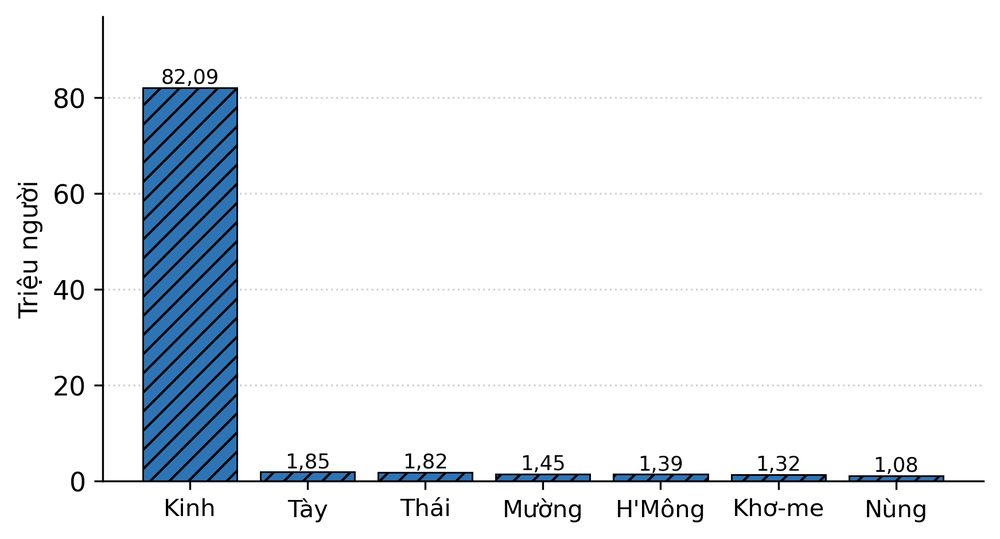 Triệu người
80
60
40
20
0
82,09
1,85
1,82
1,45
1,39
1,32
1,08
Kinh
Tày
Thái
Mường
H'Mông
Khơ-me
Nùng